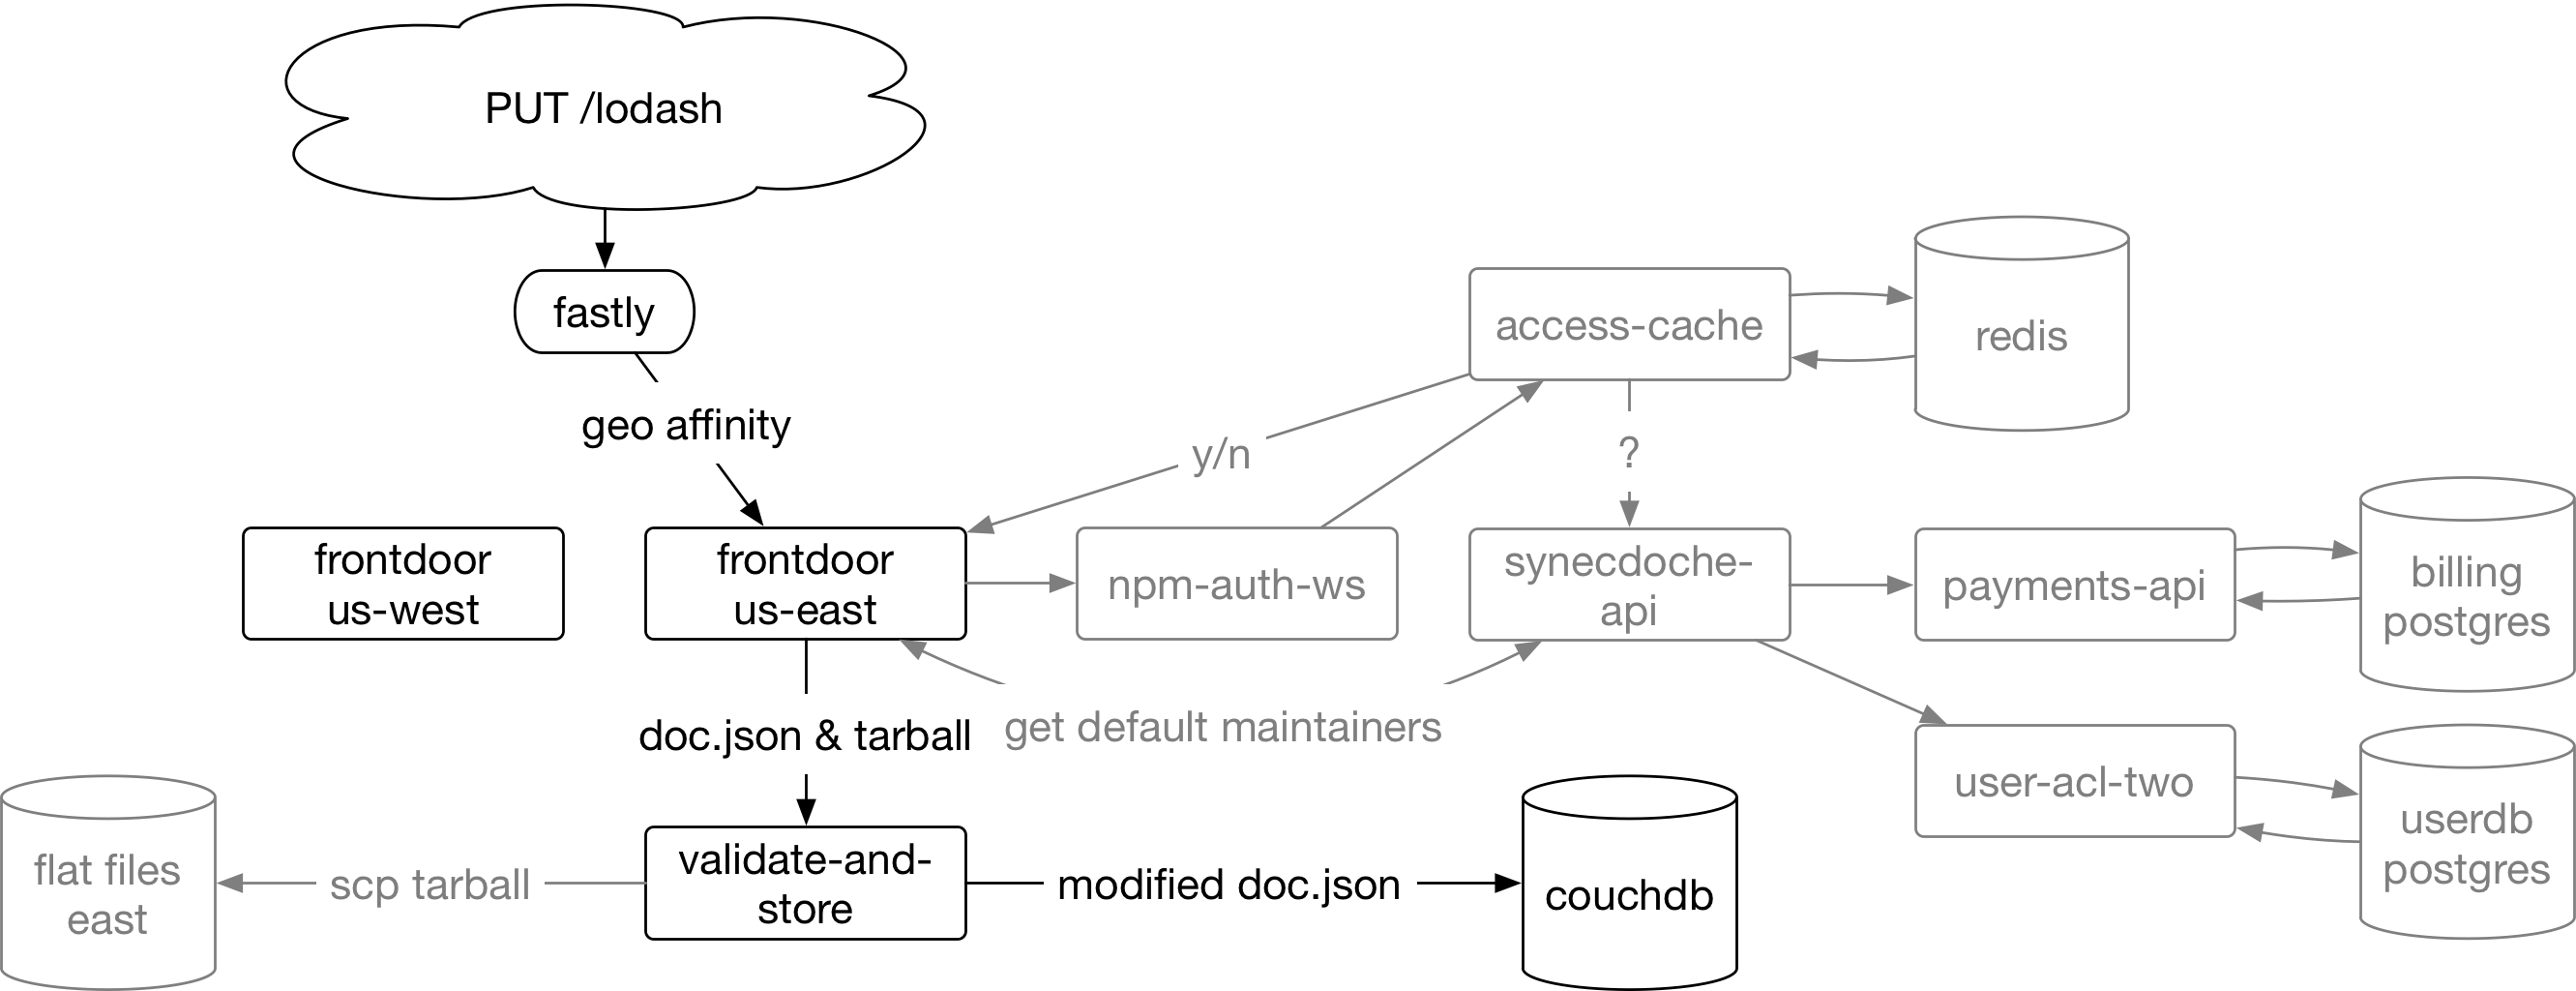 PUT /lodash
fastly
geo affinity
access-cache
redis
y/n
?
frontdoor
us-west
frontdoor
us-east
npm-auth-ws
synecdoche-
api
payments-api
billing
postgres
doc.json & tarball
get default maintainers
user-acl-two
userdb
postgres
flat files
east
scp tarball
validate-and-
store
modified doc.json
couchdb